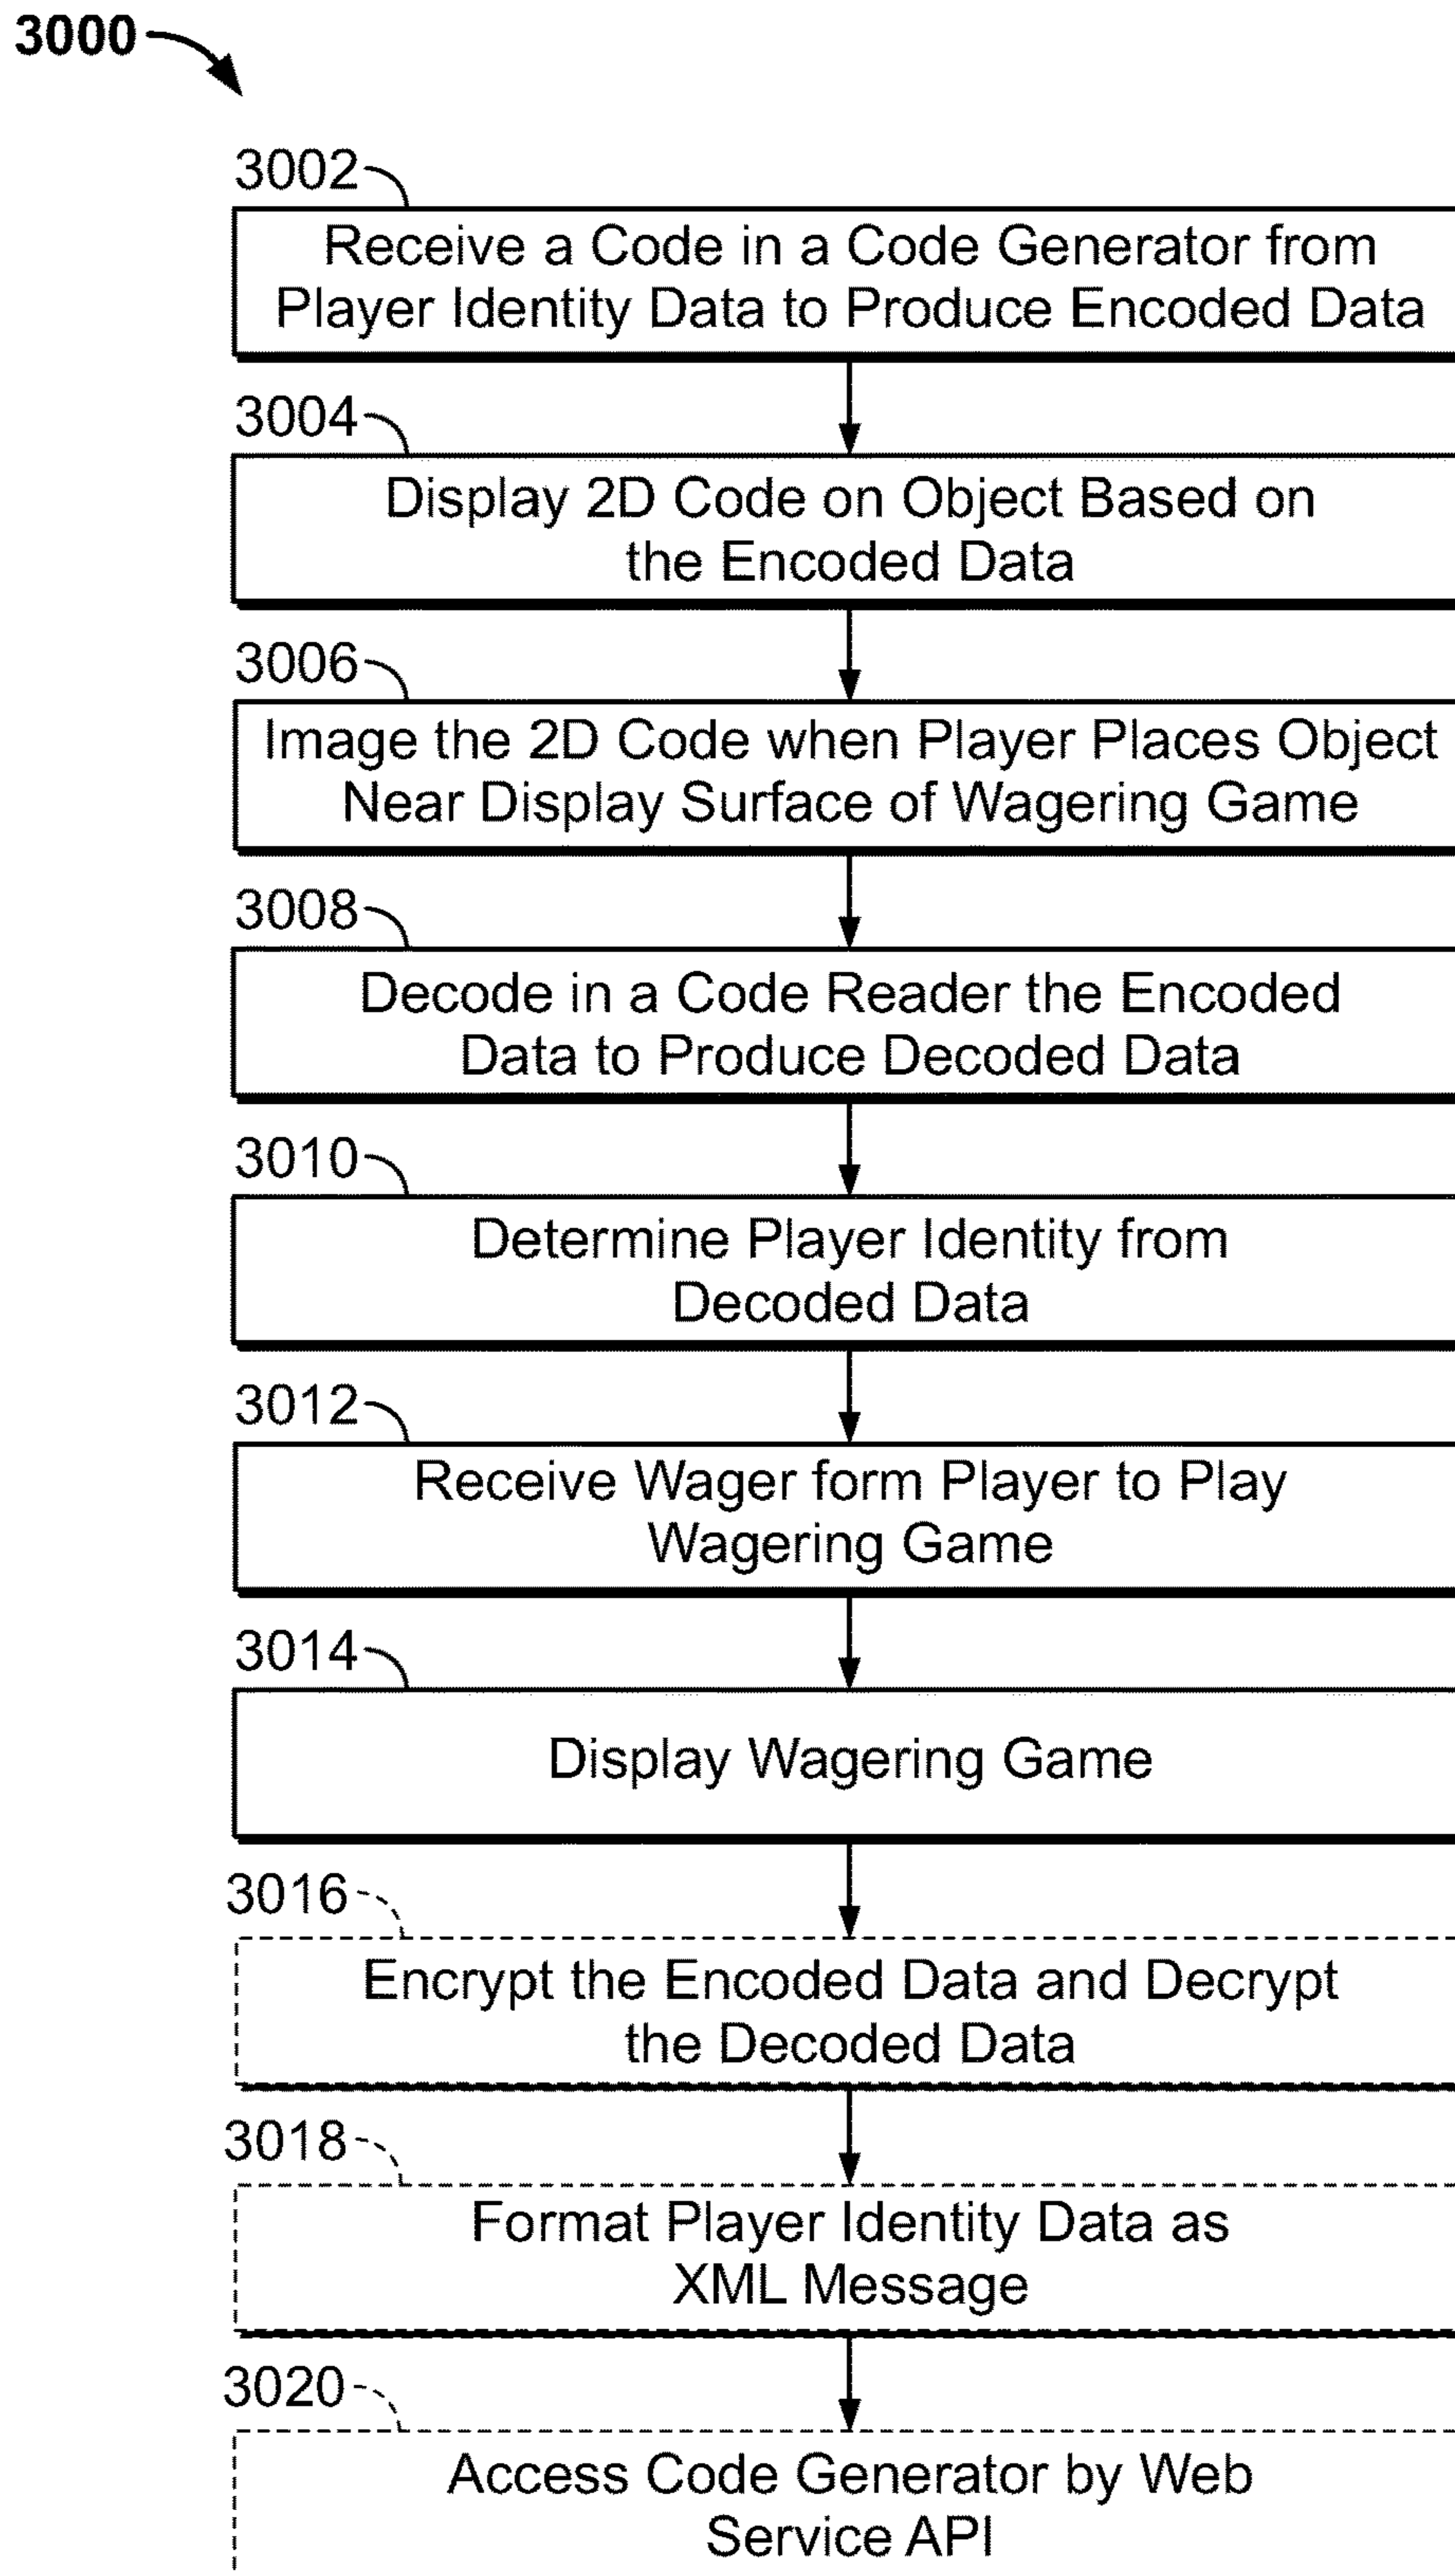 3000
3002
Receive a Code in a Code Generator from
Player Identity Data to Produce Encoded Data
3004
Display 2D Code on Object Based on
the Encoded Data
3006
Image the 2D Code when Player Places Object
Near Display Surface of Wagering Game
3008
Decode in a Code Reader the Encoded
Data to Produce Decoded Data
3010
Determine Player Identity from
Decoded Data
3012
Receive Wager form Player to Play
Wagering Game
3014
Display Wagering Game
3016
Encrypt the Encoded Data and Decrypt
the Decoded Data
3018
Format Player Identity Data as
XML Message
3020
Access Code Generator by Web
Service API